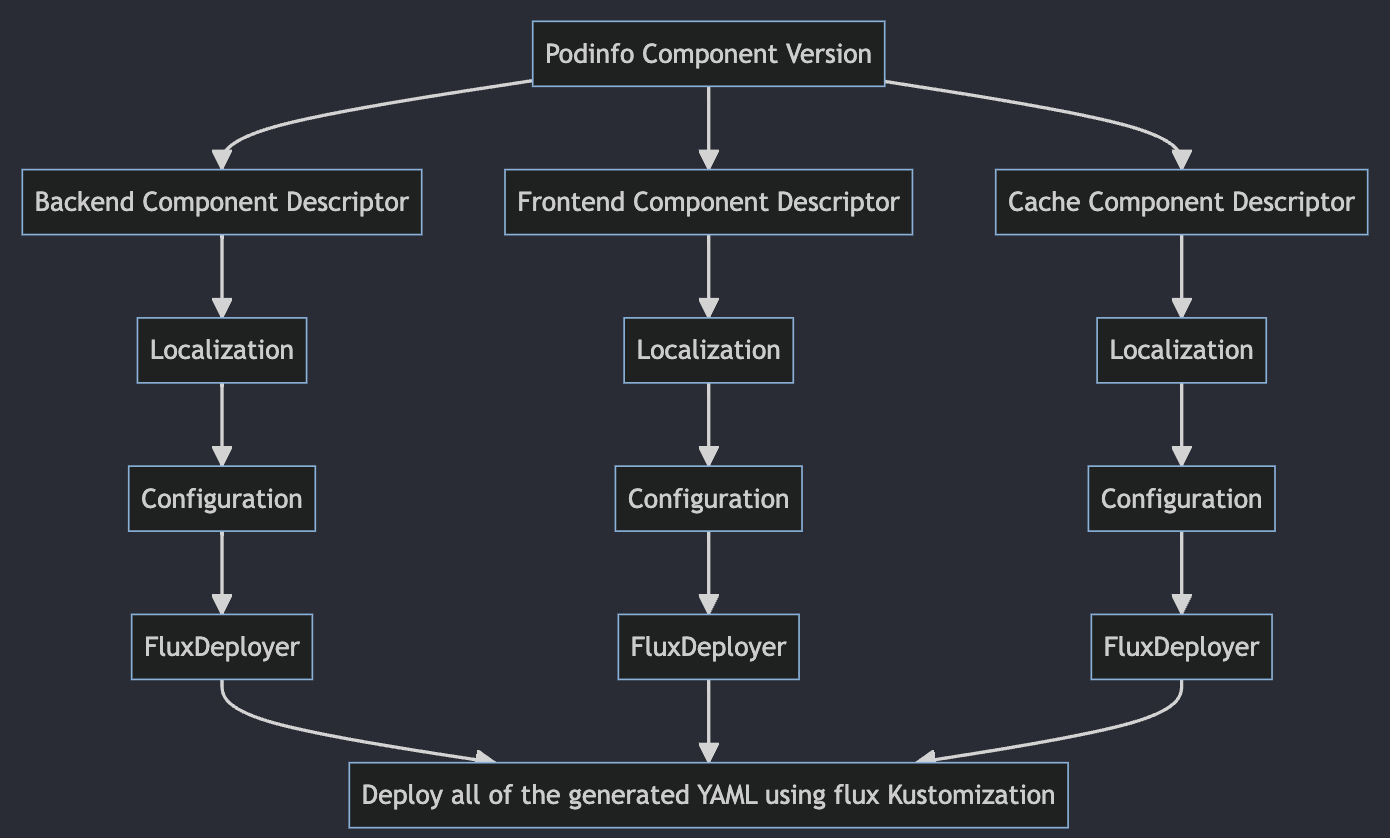 Podinfo Component Version
Backend Component Descriptor
Frontend Component Descriptor
Cache Component Descriptor
Localization
Localization
Localization
Configuration
Configuration
Configuration
FluxDeployer
FluxDeployer
FluxDeployer
Deploy all of the generated YAML using flux Kustomization